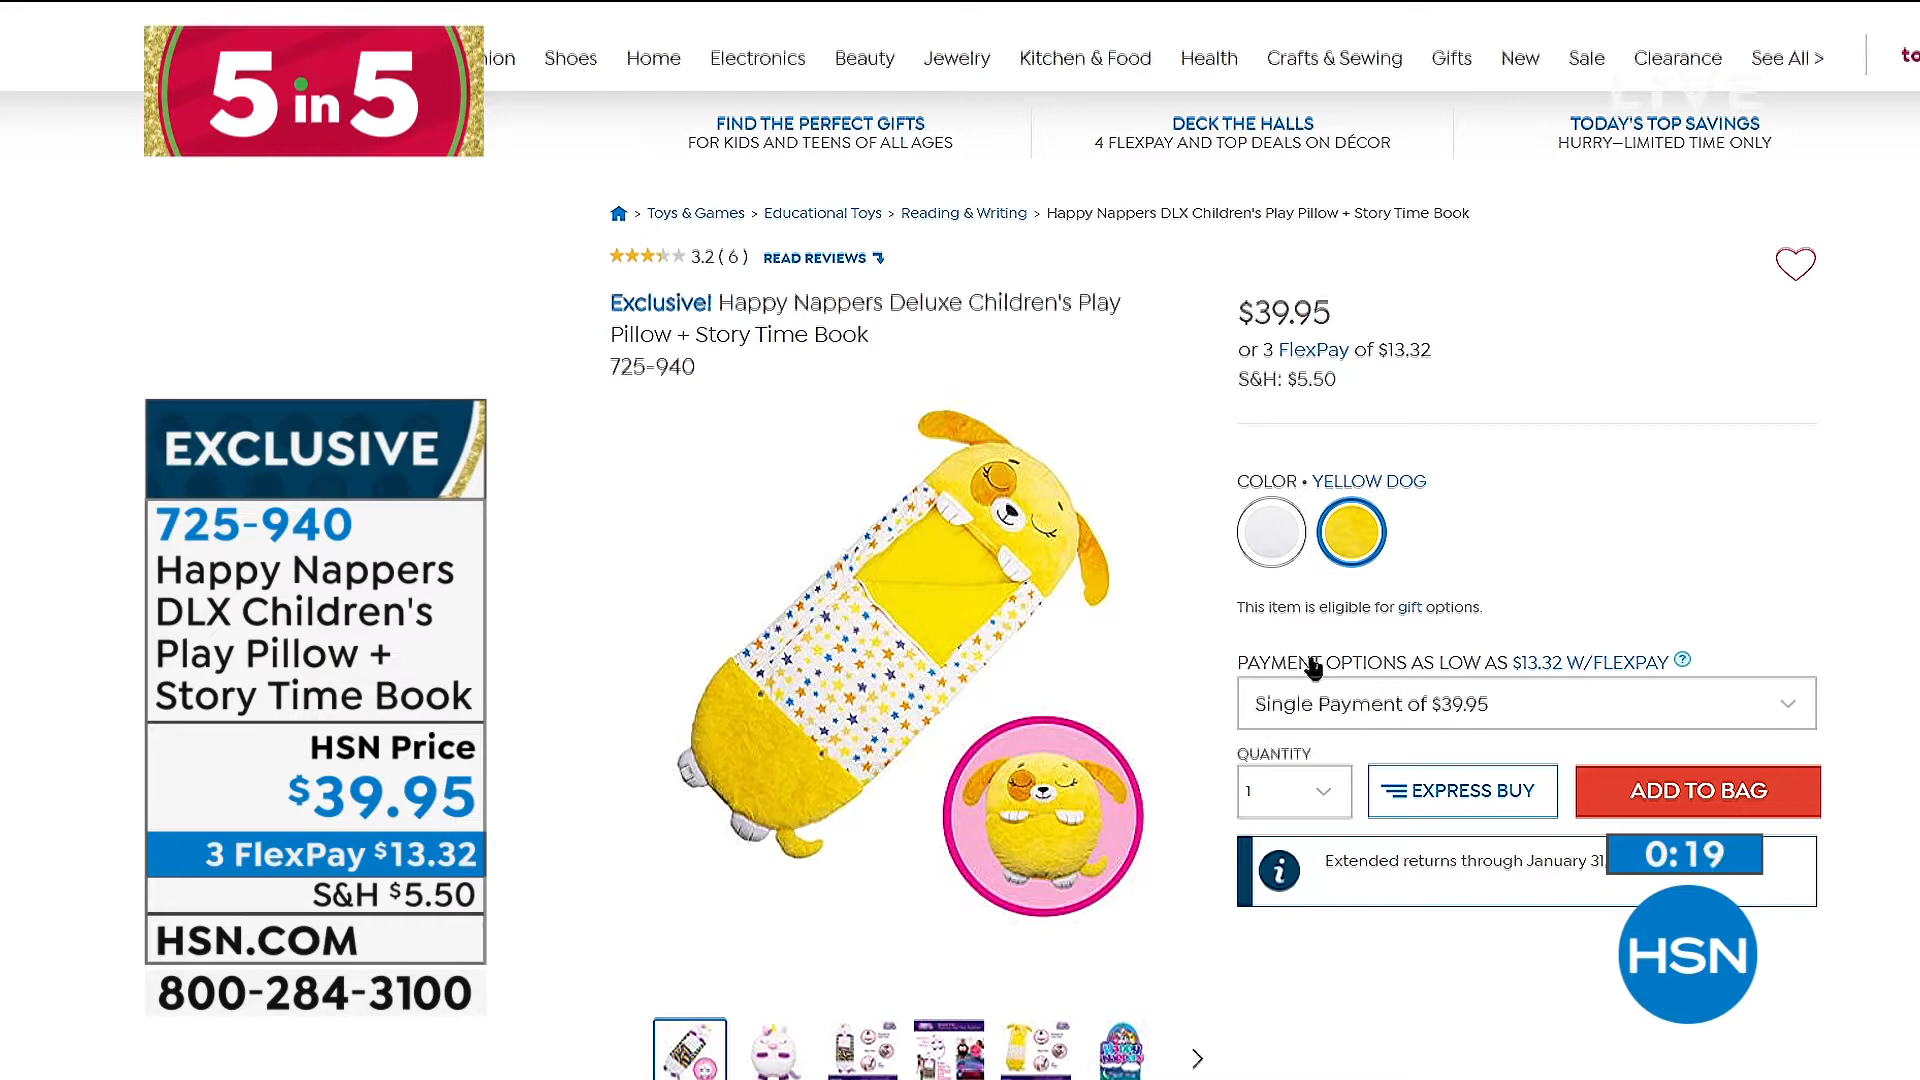 5 in 5
Shoes
Home
Electronics
Beauty
Jewelry
Kitchen & Food
Health
Crafts & Sewing
Gifts
New
Sale
Clearance
See All >
LIVE
FIND THE PERFECT GIFTS
FOR KIDS AND TEENS OF ALL AGES
DECK THE HALLS
4 FLEXPAY AND TOP DEALS ON DÉCOR
TODAY'S TOP SAVINGS
HURRY—LIMITED TIME ONLY
> Toys & Games > Educational Toys > Reading & Writing > Happy Nappers DLX Children's Play Pillow + Story Time Book
3.2 ( 6 ) READ REVIEWS
Exclusive! Happy Nappers Deluxe Children's Play
Pillow + Story Time Book
725-940
$39.95
or 3 FlexPay of $13.32
S&H: $5.50
COLOR • YELLOW DOG
This item is eligible for gift options.
PAYMENT OPTIONS AS LOW AS $13.32 W/FLEXPAY ?
Single Payment of $39.95
QUANTITY
1
EXPRESS BUY
ADD TO BAG
i
Extended returns through January 31
0:19
HSN
EXCLUSIVE
725-940
Happy Nappers
DLX Children's
Play Pillow +
Story Time Book
HSN Price
$39.95
3 FlexPay $13.32
S&H $5.50
HSN.COM
800-284-3100